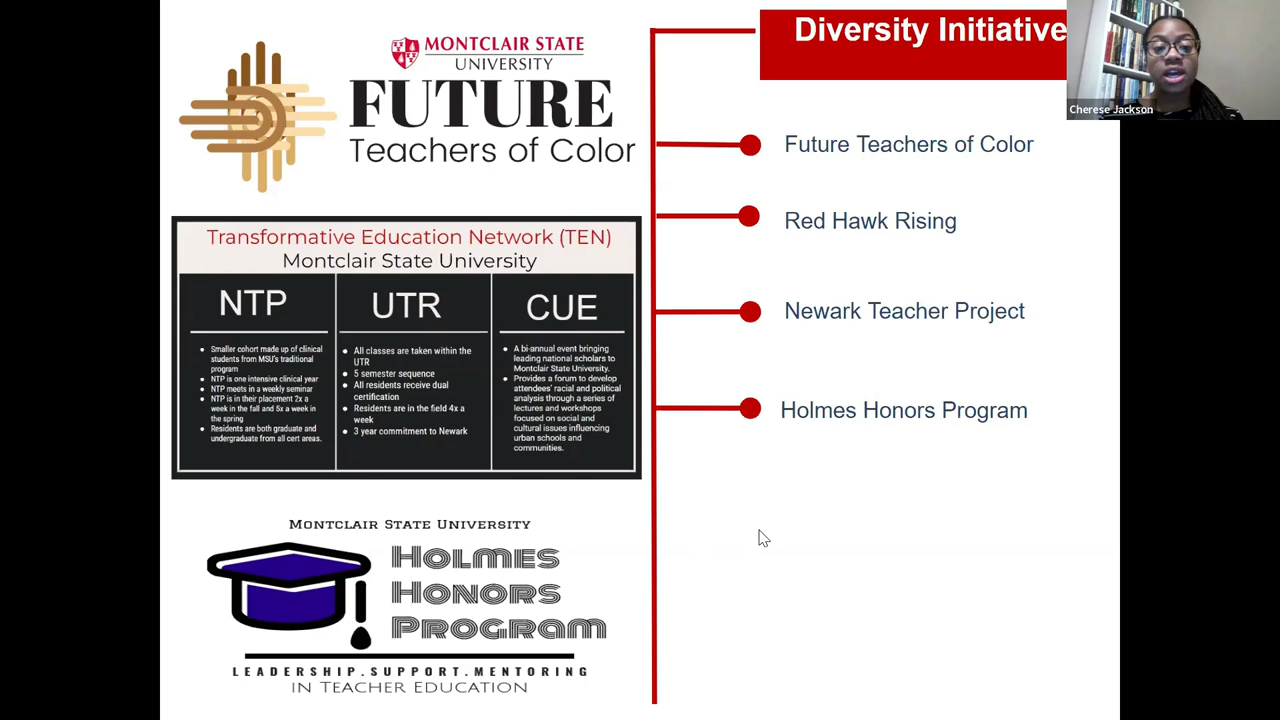 MONTCLAIR STATE
UNIVERSITY
FUTURE
Teachers of Color
Transformative Education Network (TEN)
Montclair State University
NTP
• Smaller cohort made up of clinical
students from MSU's traditional
program
• NTP is one intensive clinical year
• NTP meets in a weekly seminar
• NTP is in their placement 2x a
week in the fall and 5x a week in
the spring
• Residents are both graduate and
undergraduate from all cert areas.
UTR
• All classes are taken within the
UTR
• 5 semester sequence
• All residents receive dual
certification
• Residents are in the field 4x a
week
• 3 year commitment to Newark
CUE
• A bi-annual event bringing
leading national scholars to
Montclair State University.
• Provides a forum to develop
attendees' racial and political
analysis through a series of
lectures and workshops
focused on social and
cultural issues influencing
urban schools and
communities.
MONTCLAIR STATE UNIVERSITY
HOLMES
HONORS
PROGRAM
LEADERSHIP.SUPPORT.MENTORING
IN TEACHER EDUCATION
Diversity Initiative
Future Teachers of Color
Red Hawk Rising
Newark Teacher Project
Holmes Honors Program
Cherese Jackson